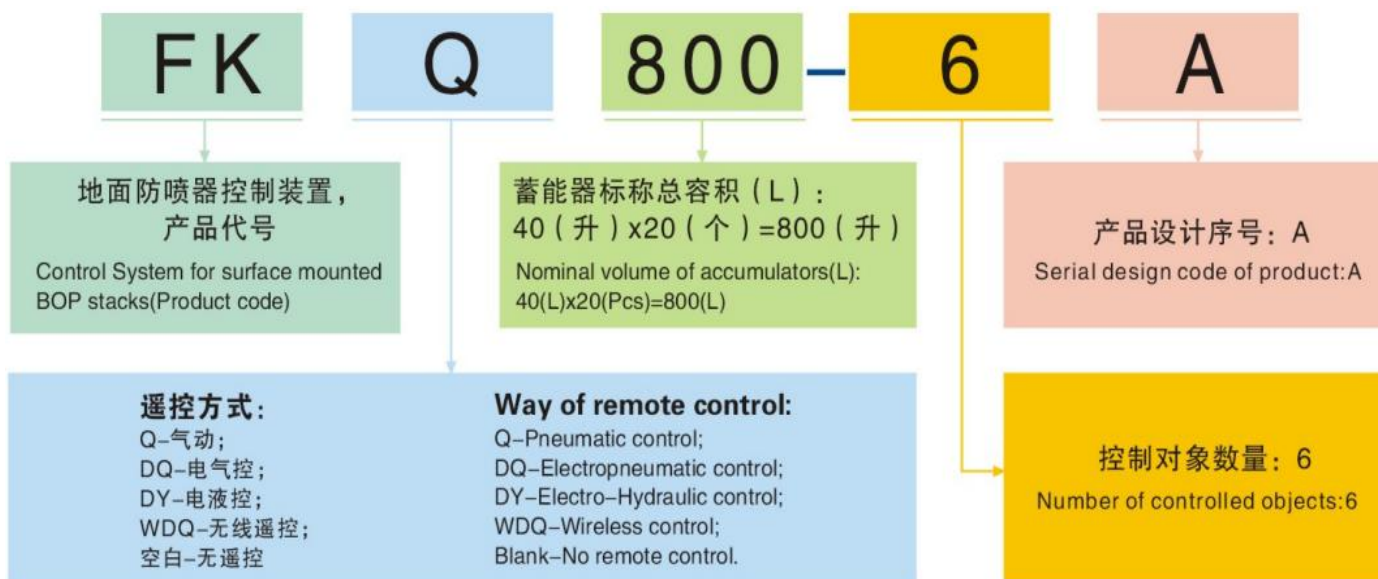 FK Q 800-6 A
地面防喷器控制装置，
产品代号
Control System for surface mounted
BOP stacks(Product code)
蓄能器标称总容积（L）：
40（升）x20（个）=800（升）
Nominal volume of accumulators(L):
40(L)x20(Pcs)=800(L)
产品设计序号：A
Serial design code of product:A
遥控方式：
Q–气动；
DQ–电气控；
DY–电液控；
WDQ–无线遥控；
空白–无遥控
Way of remote control:
Q–Pneumatic control;
DQ–Electropneumatic control;
DY–Electro–Hydraulic control;
WDQ–Wireless control;
Blank–No remote control.
控制对象数量：6
Number of controlled objects:6